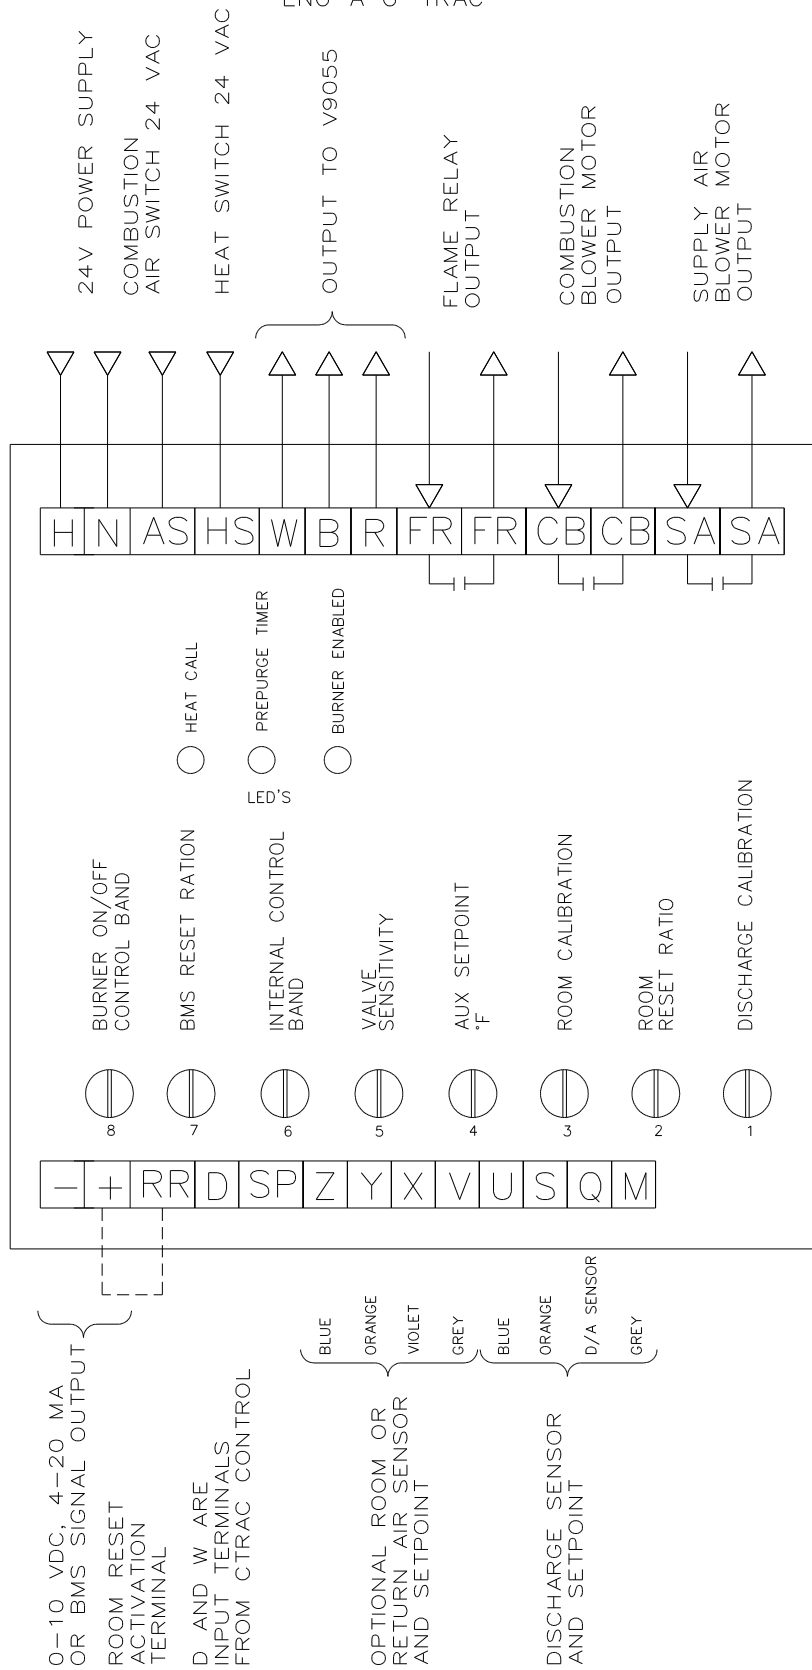 24V POWER SUPPLY
COMBUSTION
AIR SWITCH 24 VAC
HEAT SWITCH 24 VAC
OUTPUT TO V9055
FLAME RELAY
OUTPUT
COMBUSTION
BLOWER MOTOR
OUTPUT
SUPPLY AIR
BLOWER MOTOR
OUTPUT
H N AS HS W B R FR FR CB CB SA SA
HEAT CALL
PREPURGE TIMER
BURNER ENABLED
LED'S
BURNER ON/OFF
CONTROL BAND
BMS RESET RATION
INTERNAL CONTROL
BAND
VALVE
SENSITIVITY
AUX SETPOINT
°F
ROOM CALIBRATION
ROOM
RESET RATIO
DISCHARGE CALIBRATION
8 7 6 5 4 3 2 1
− + RR D SP Z Y X V U S Q M
BLUE
ORANGE
VIOLET
GREY
BLUE
ORANGE
D/A SENSOR
GREY
0−10 VDC, 4−20 MA
OR BMS SIGNAL OUTPUT
ROOM RESET
ACTIVATION
TERMINAL
D AND W ARE
INPUT TERMINALS
FROM CTRAC CONTROL
OPTIONAL ROOM OR
RETURN AIR SENSOR
AND SETPOINT
DISCHARGE SENSOR
AND SETPOINT